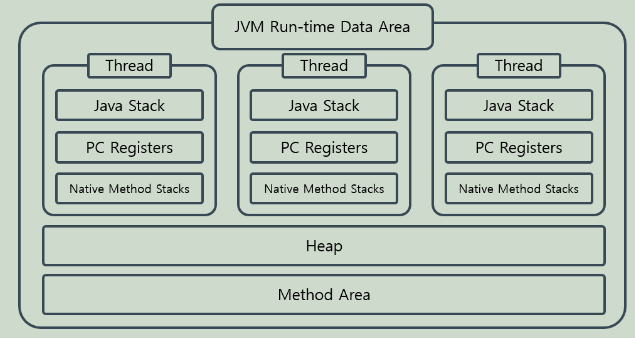 JVM Run-time Data Area
Thread
Java Stack
PC Registers
Native Method Stacks
Thread
Java Stack
PC Registers
Native Method Stacks
Thread
Java Stack
PC Registers
Native Method Stacks
Heap
Method Area